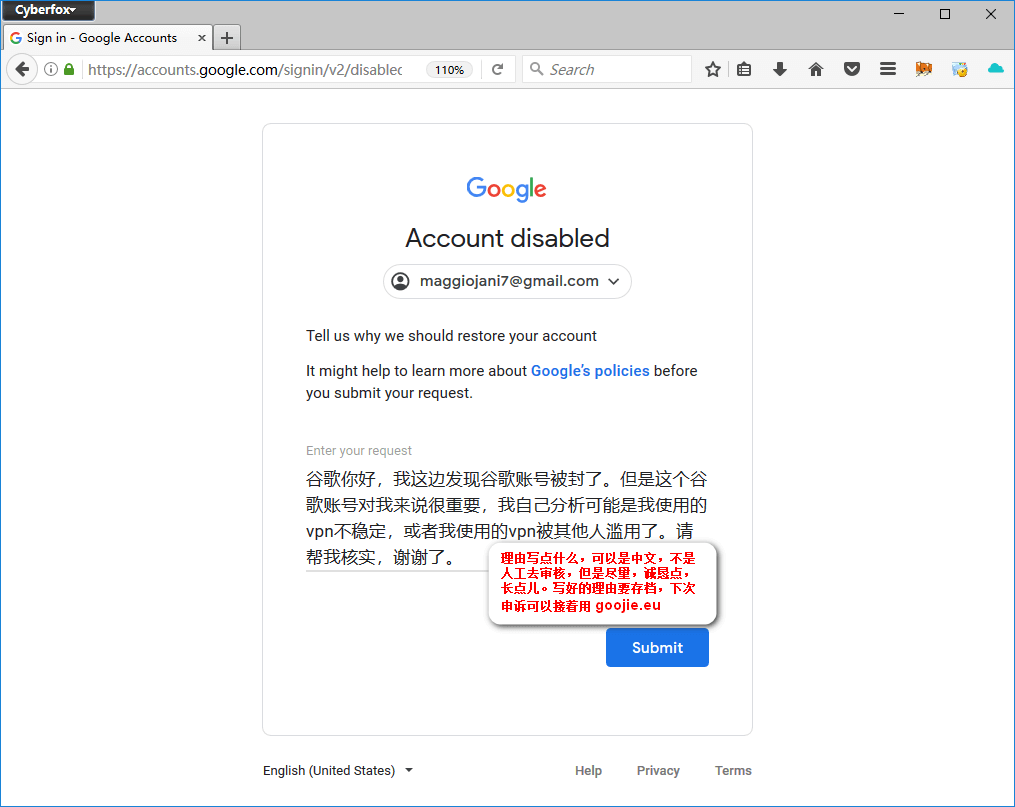 Cyberfox
Sign in - Google Accounts
https://accounts.google.com/signin/v2/disabled
110%
Search
Google
Account disabled
maggiojani7@gmail.com
Tell us why we should restore your account
It might help to learn more about Google's policies before
you submit your request.
Enter your request
谷歌你好，我这边发现谷歌账号被封了。但是这个谷
歌账号对我来说很重要，我自己分析可能是我使用的
vpn不稳定，或者我使用的vpn被其他人滥用了。请
帮我核实，谢谢了。
理由写点什么，可以是中文，不是
人工去审核，但是尽量，诚恳点，
长点儿。写好的理由要存档，下次
申诉可以接着用 goojie.eu
Submit
English (United States)
Help Privacy Terms